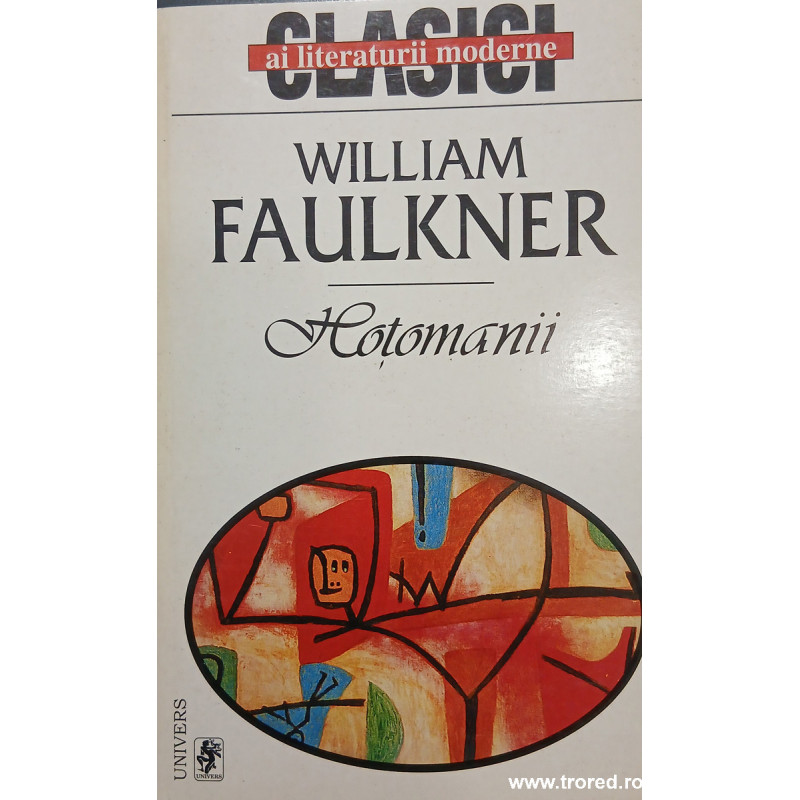 CLASICI
ai literaturii moderne
WILLIAM
FAULKNER
Hoțomanii
UNIVERS
UNIVERS
www.trored.ro